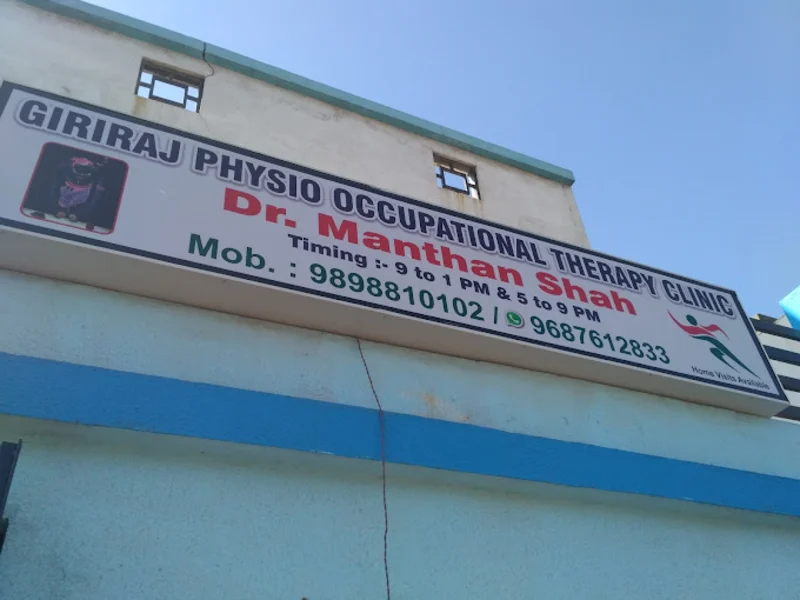 GIRIRAJ PHYSIO OCCUPATIONAL THERAPY CLINIC
Dr. Manthan Shah
Timing :- 9 to 1 PM & 5 to 9 PM
Mob. : 9898810102 / 9687612833
Home Visits Available